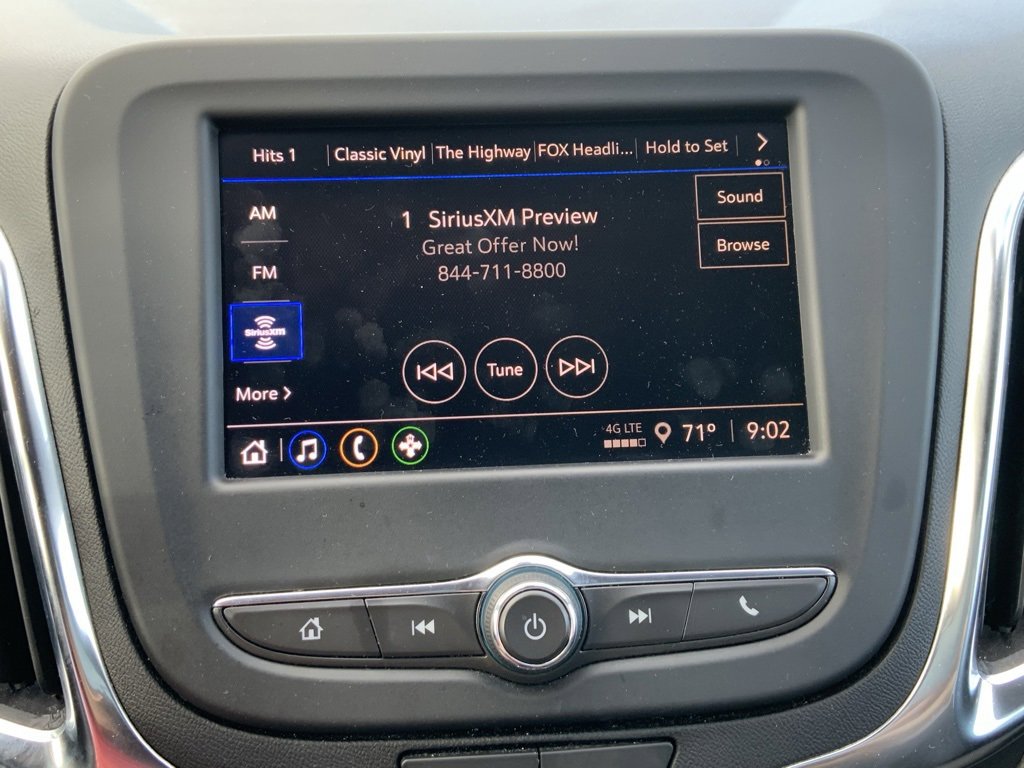 Hits 1 Classic Vinyl The Highway FOX Headli... Hold to Set
AM
1 SiriusXM Preview
Sound
Great Offer Now!
Browse
FM
844-711-8800
SiriusXM
Tune
More
4G LTE
71° 9:02